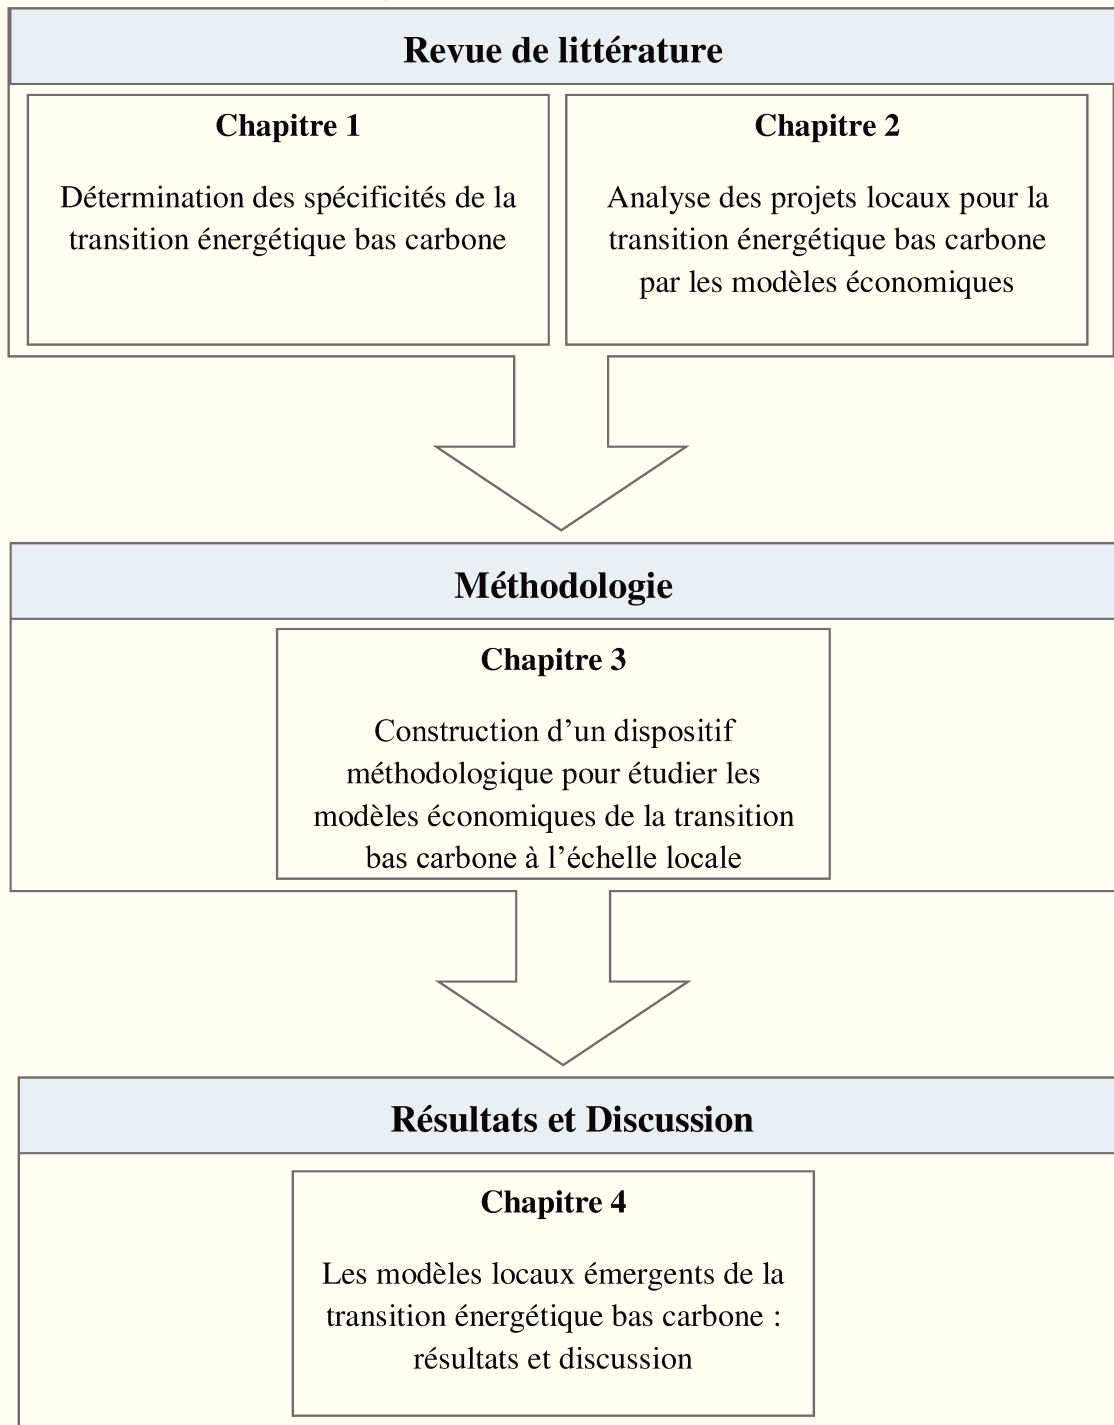 Revue de littérature
Chapitre 1
Détermination des spécificités de la
transition énergétique bas carbone
Chapitre 2
Analyse des projets locaux pour la
transition énergétique bas carbone
par les modèles économiques
Méthodologie
Chapitre 3
Construction d’un dispositif
méthodologique pour étudier les
modèles économiques de la transition
bas carbone à l’échelle locale
Résultats et Discussion
Chapitre 4
Les modèles locaux émergents de la
transition énergétique bas carbone :
résultats et discussion